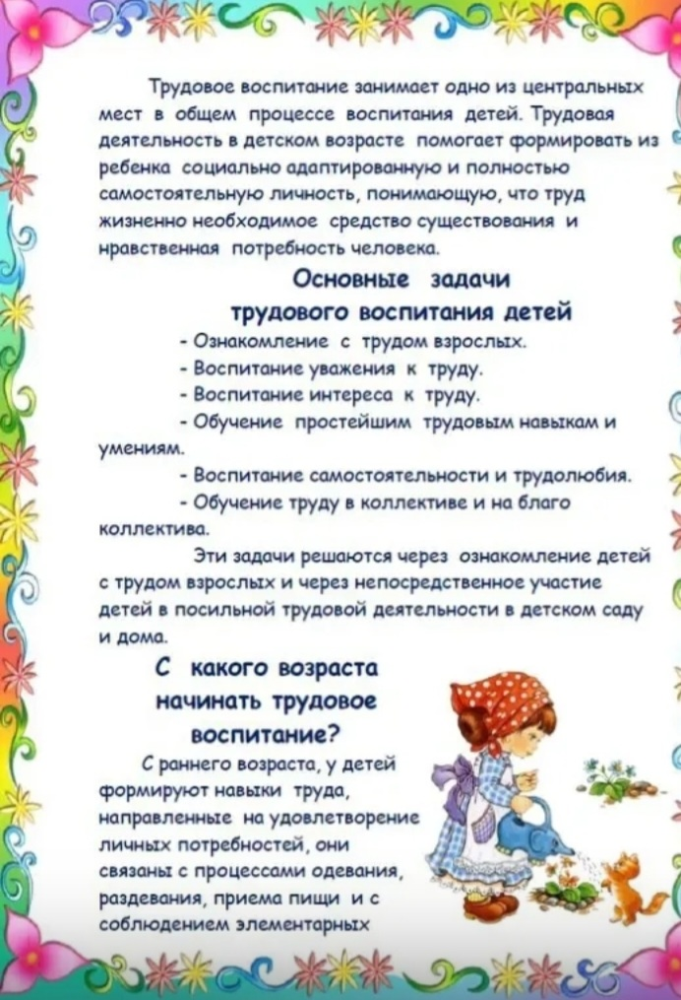 Трудовое воспитание занимает одно из центральных
мест в общем процессе воспитания детей. Трудовая
деятельность в детском возрасте помогает формировать из
ребенка социально адаптированную и полностью
самостоятельную личность, понимающую, что труд
жизненно необходимое средство существования и
нравственная потребность человека.
Основные задачи
трудового воспитания детей
- Ознакомление с трудом взрослых.
- Воспитание уважения к труду.
- Воспитание интереса к труду.
- Обучение простейшим трудовым навыкам и
умениям.
- Воспитание самостоятельности и трудолюбия.
- Обучение труду в коллективе и на благо
коллектива.
Эти задачи решаются через ознакомление детей
с трудом взрослых и через непосредственное участие
детей в посильной трудовой деятельности в детском саду
и дома.
С какого возраста
начинать трудовое
воспитание?
С раннего возраста, у детей
формируют навыки труда,
направленные на удовлетворение
личных потребностей, они
связаны с процессами одевания,
раздевания, приема пищи и с
соблюдением элементарных